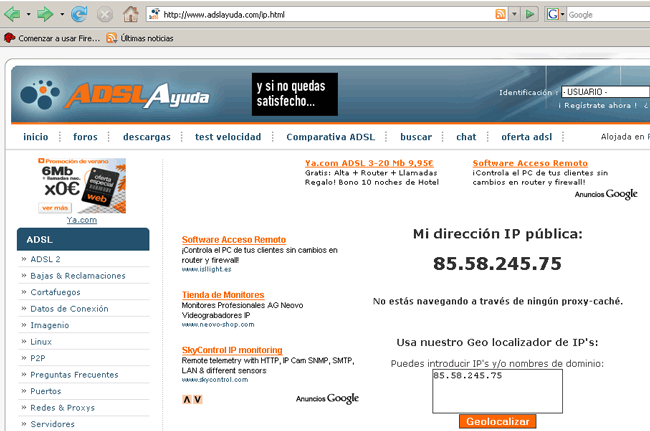 http://www.adslayuda.com/ip.html
Google
Comenzar a usar Fire...
Últimas noticias
ADSLAyuda
y si no quedas
satisfecho...
Identificación :
- USUARIO -
¡ Regístrate ahora ! ¿
inicio
foros
descargas
test velocidad
Comparativa ADSL
buscar
chat
oferta adsl
Alojada en
Promoción de verano
6Mb
+ llamadas nac.
x0€
ver más
oferta
especial
web
Ya.com
Ya.com ADSL 3-20 Mb 9,95€
Gratis: Alta + Router + Llamadas
Regalo! Bono 10 noches de Hotel
Software Acceso Remoto
¡Controla el PC de tus clientes sin
cambios en router y firewall!
Anuncios Google
ADSL
» ADSL 2
» Bajas & Reclamaciones
» Cortafuegos
» Datos de Conexión
» Imagenio
» Linux
» P2P
» Preguntas Frecuentes
» Puertos
» Redes & Proxys
» Servidores
Software Acceso Remoto
¡Controla el PC de tus clientes sin cambios en
router y firewall!
www.isllight.es
Tienda de Monitores
Monitores Profesionales AG Neovo
Videograbadores IP
www.neovo-shop.com
SkyControl IP monitoring
Remote telemetry with HTTP, IP Cam SNMP, SMTP,
LAN & different sensors
www.skycontrol.com
Anuncios Google
Mi dirección IP pública:
85.58.245.75
No estás navegando a través de ningún proxy-caché.
Usa nuestro Geo localizador de IP's:
Puedes introducir IP's y/o nombres de dominio:
85.58.245.75
Geolocalizar